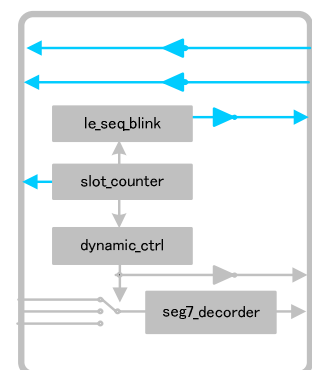 le_seq_blink
slot_counter
dynamic_ctrl
seg7_decorder